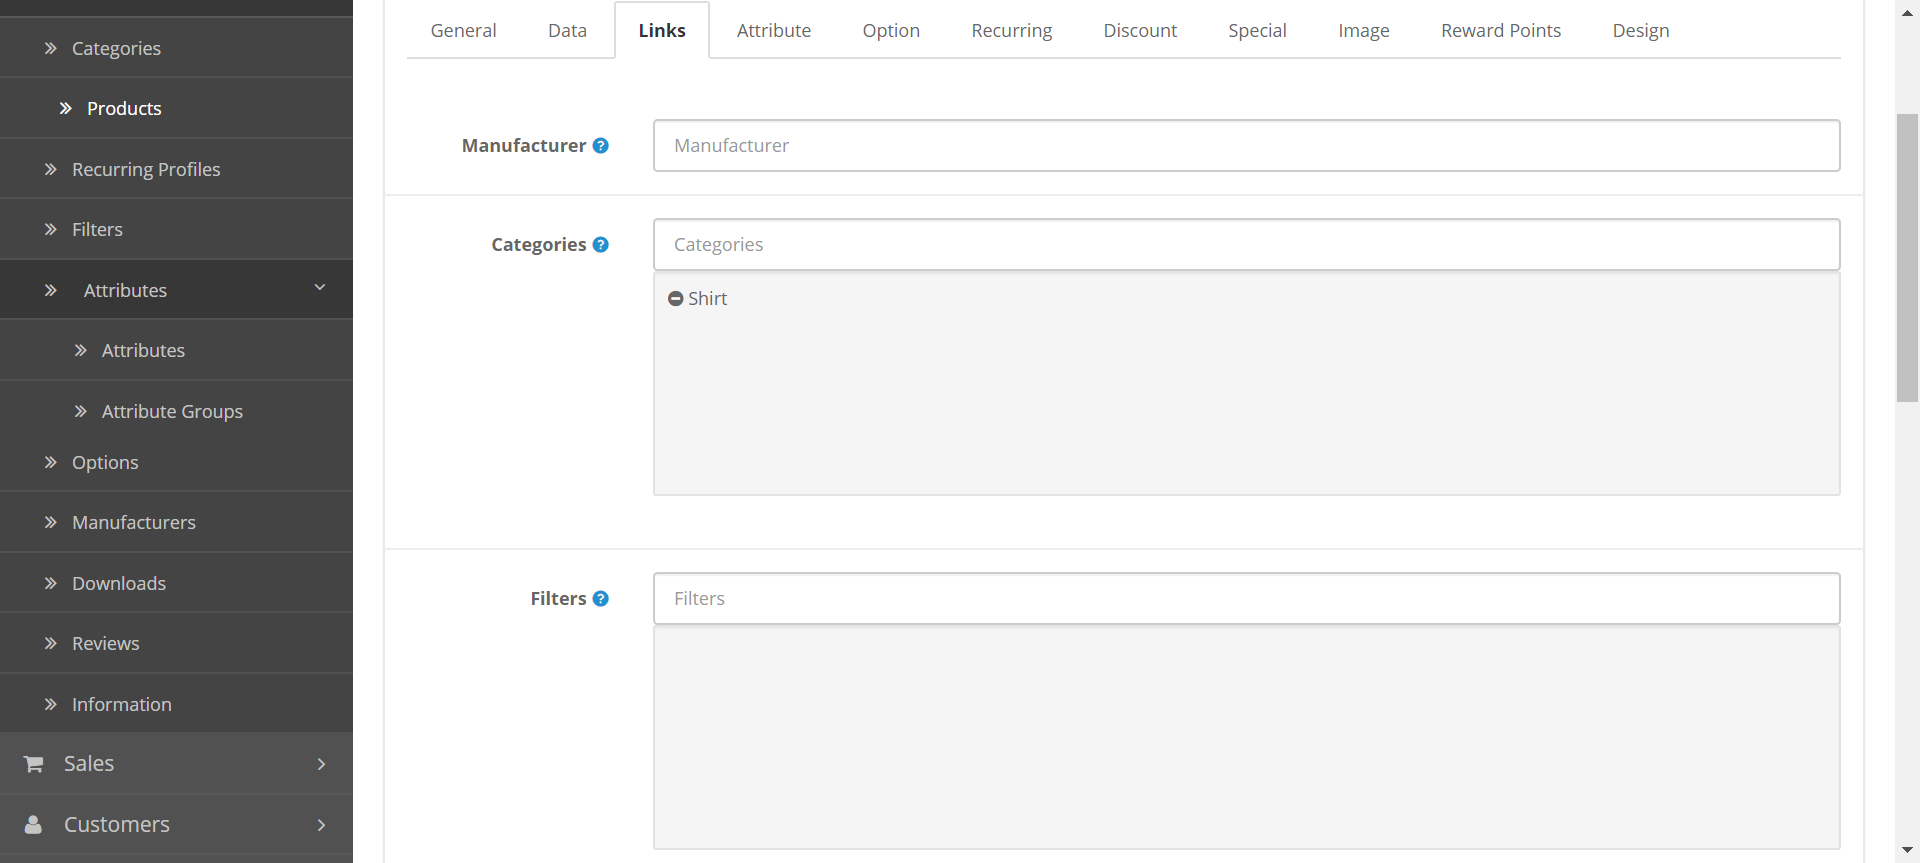 Categories
Products
Recurring Profiles
Filters
Attributes
Attributes
Attribute Groups
Options
Manufacturers
Downloads
Reviews
Information
Sales
Customers
General Data Links Attribute Option Recurring Discount Special Image Reward Points Design
Manufacturer ? Manufacturer
Categories ? Categories
Shirt
Filters ? Filters